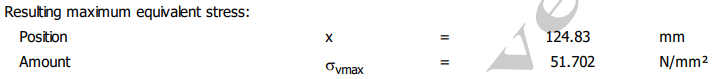 Resulting maximum equivalent stress:
Position x = 124.83 mm
Amount σvmax = 51.702 N/mm²